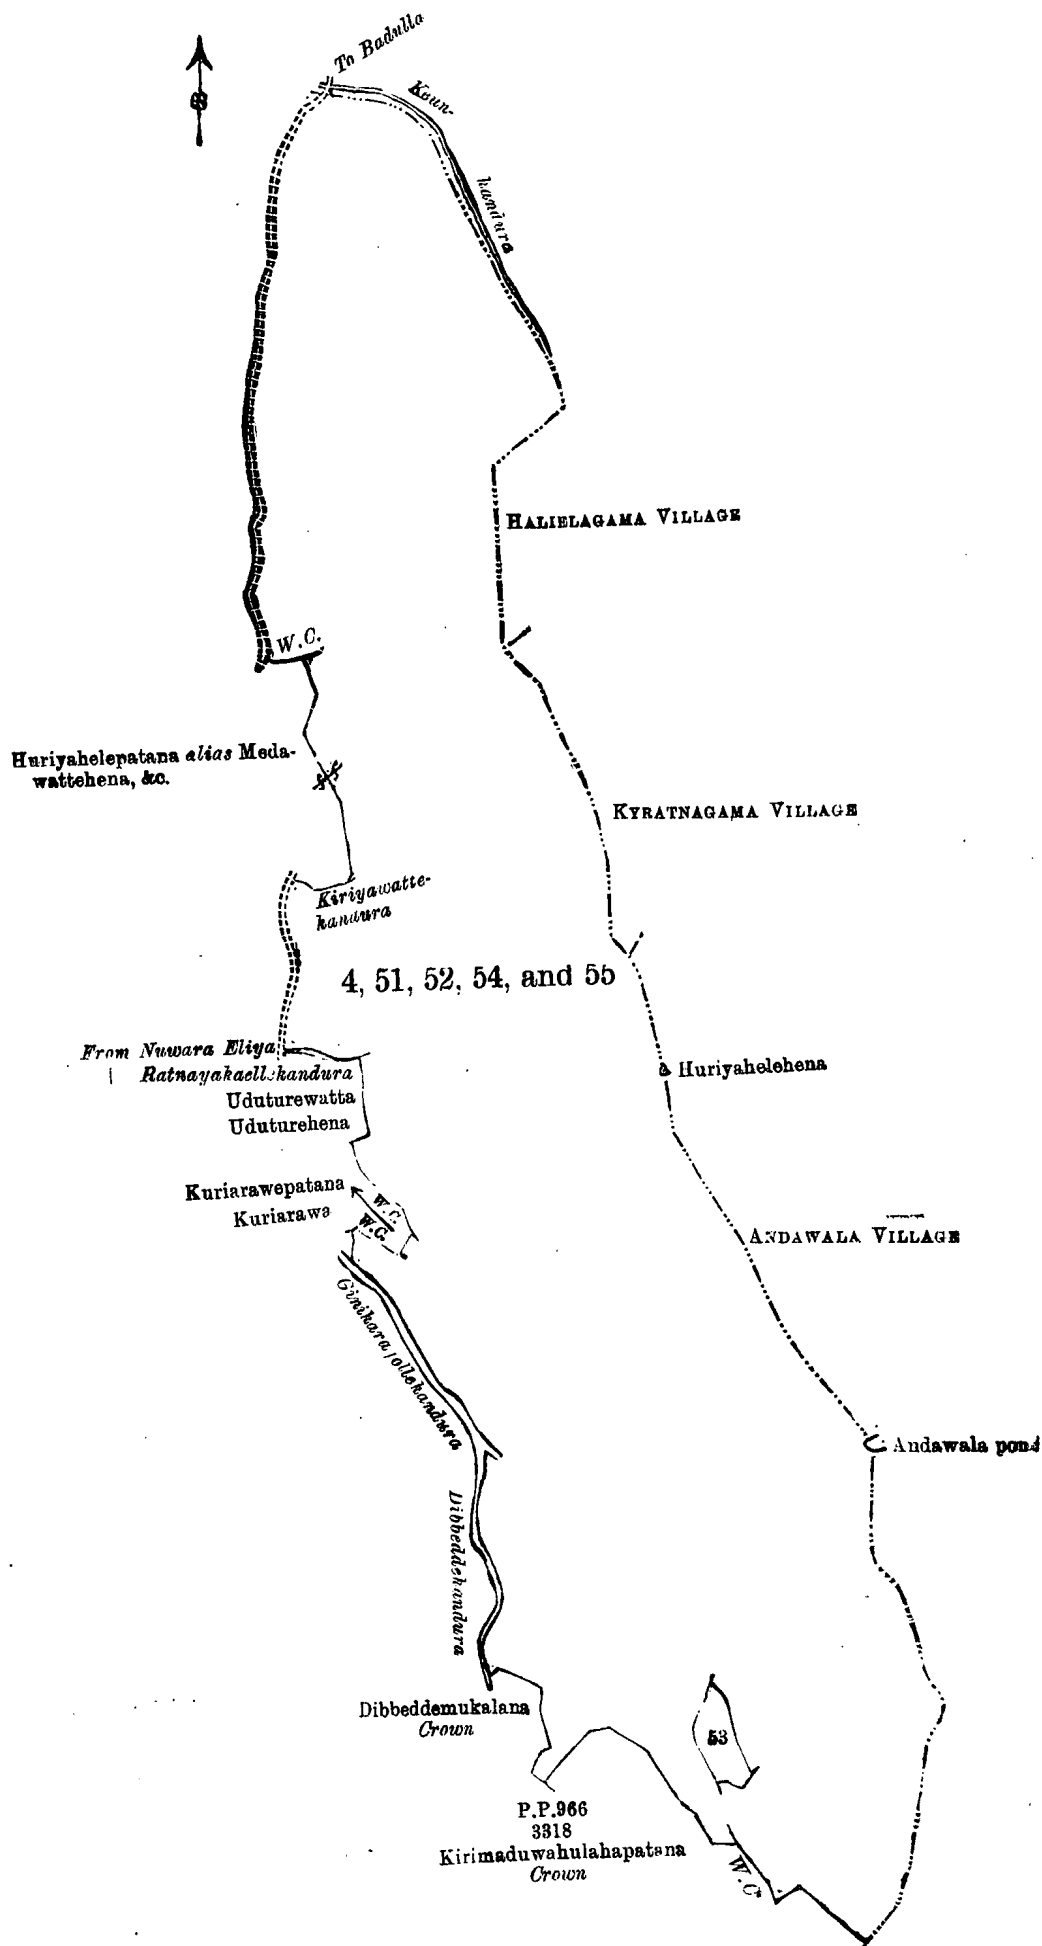 To Badulla
Keun-
kandura
HALIELAGAMA VILLAGE
W.C.
Huriyahelepatana alias Meda-
wattehena, &c.
KYRATNAGAMA VILLAGE
Kiriyawatte-
kandura
4, 51, 52, 54, and 55
From Nuwara Eliya
Ratnayakaellekandura
Huriyahelehena
Uduturewatta
Uduturehena
Kuriarawepatana
Kuriarawa
W.C.
W.C.
ANDAWALA VILLAGE
Andawala pond
Dibbeddekandura
Dibbeddemukalana
Crown
53
P.P.966
3318
Kirimaduwahulahapatana
Crown
W.C.